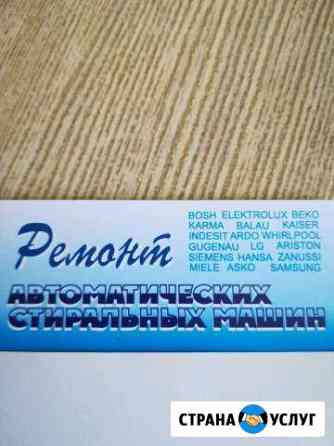 Ремонт
BOSH ELEKTROLUX BEKO
KARMA BALAU KAISER
INDESIT ARDO WHIRLPOOL
GUGENAU LG ARISTON
SIEMENS HANSA ZANUSSI
MIELE ASKO SAMSUNG
АВТОМАТИЧЕСКИХ
СТИРАЛЬНЫХ МАШИН
СТРАНА УСЛУГ